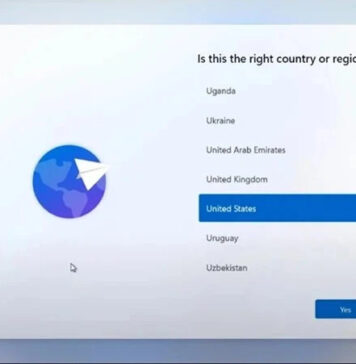 Is this the right country or regio
Uganda
Ukraine
United Arab Emirates
United Kingdom
United States
Uruguay
Uzbekistan
Yes